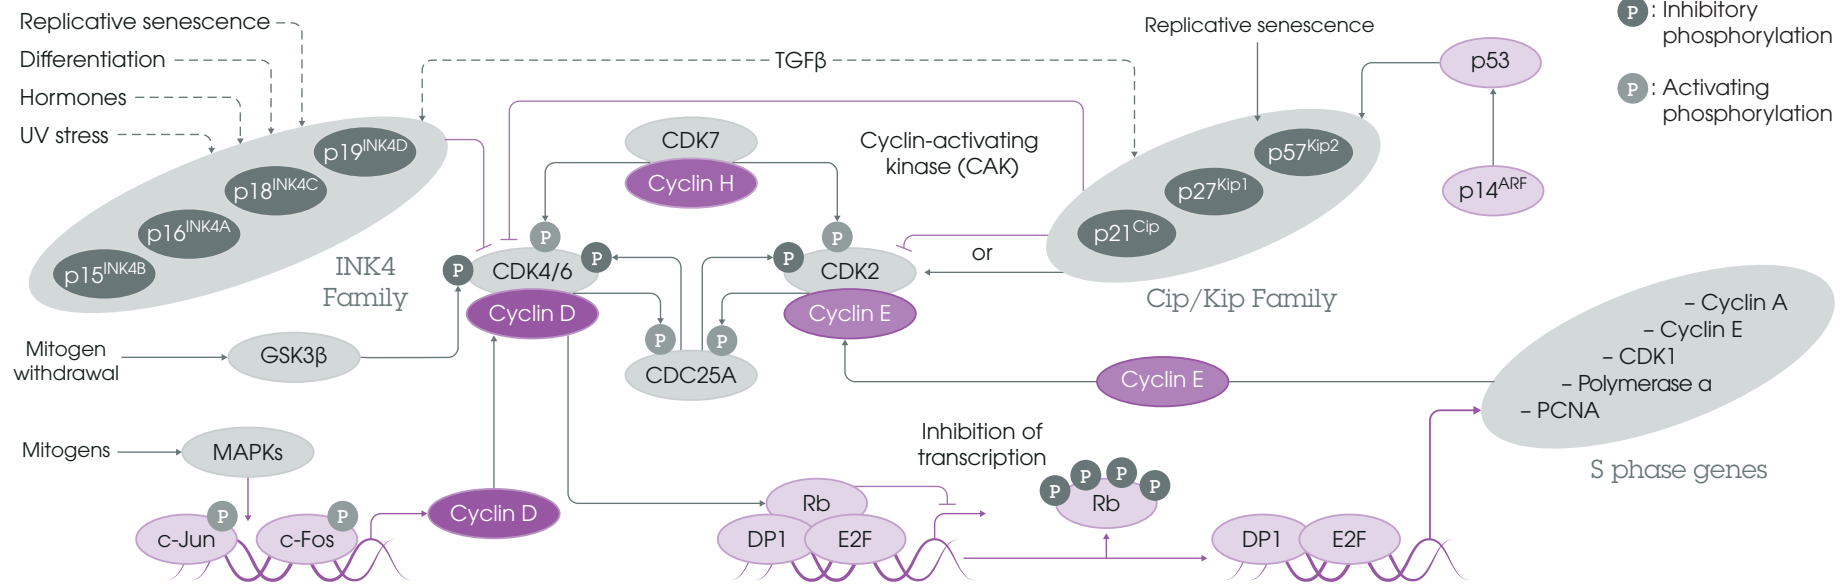 Replicative senescence
Differentiation
Hormones
UV stress
TGFβ
Replicative senescence
P : Inhibitory
phosphorylation
P : Activating
phosphorylation
p53
p14ARF
p19INK4D
p18INK4C
p16INK4A
p15INK4B
INK4
Family
CDK7
Cyclin H
Cyclin-activating
kinase (CAK)
p57Kip2
p27Kip1
p21Cip
Cip/Kip Family
or
P
P
P
CDK4/6
Cyclin D
P
P
CDK2
Cyclin E
P
P
CDC25A
Mitogen
withdrawal
GSK3β
Cyclin E
– Cyclin A
– Cyclin E
– CDK1
– Polymerase a
– PCNA
S phase genes
Mitogens
MAPKs
P
c-Jun
P
c-Fos
Cyclin D
Inhibition of
transcription
Rb
DP1
E2F
P
P
P
P
Rb
DP1
E2F